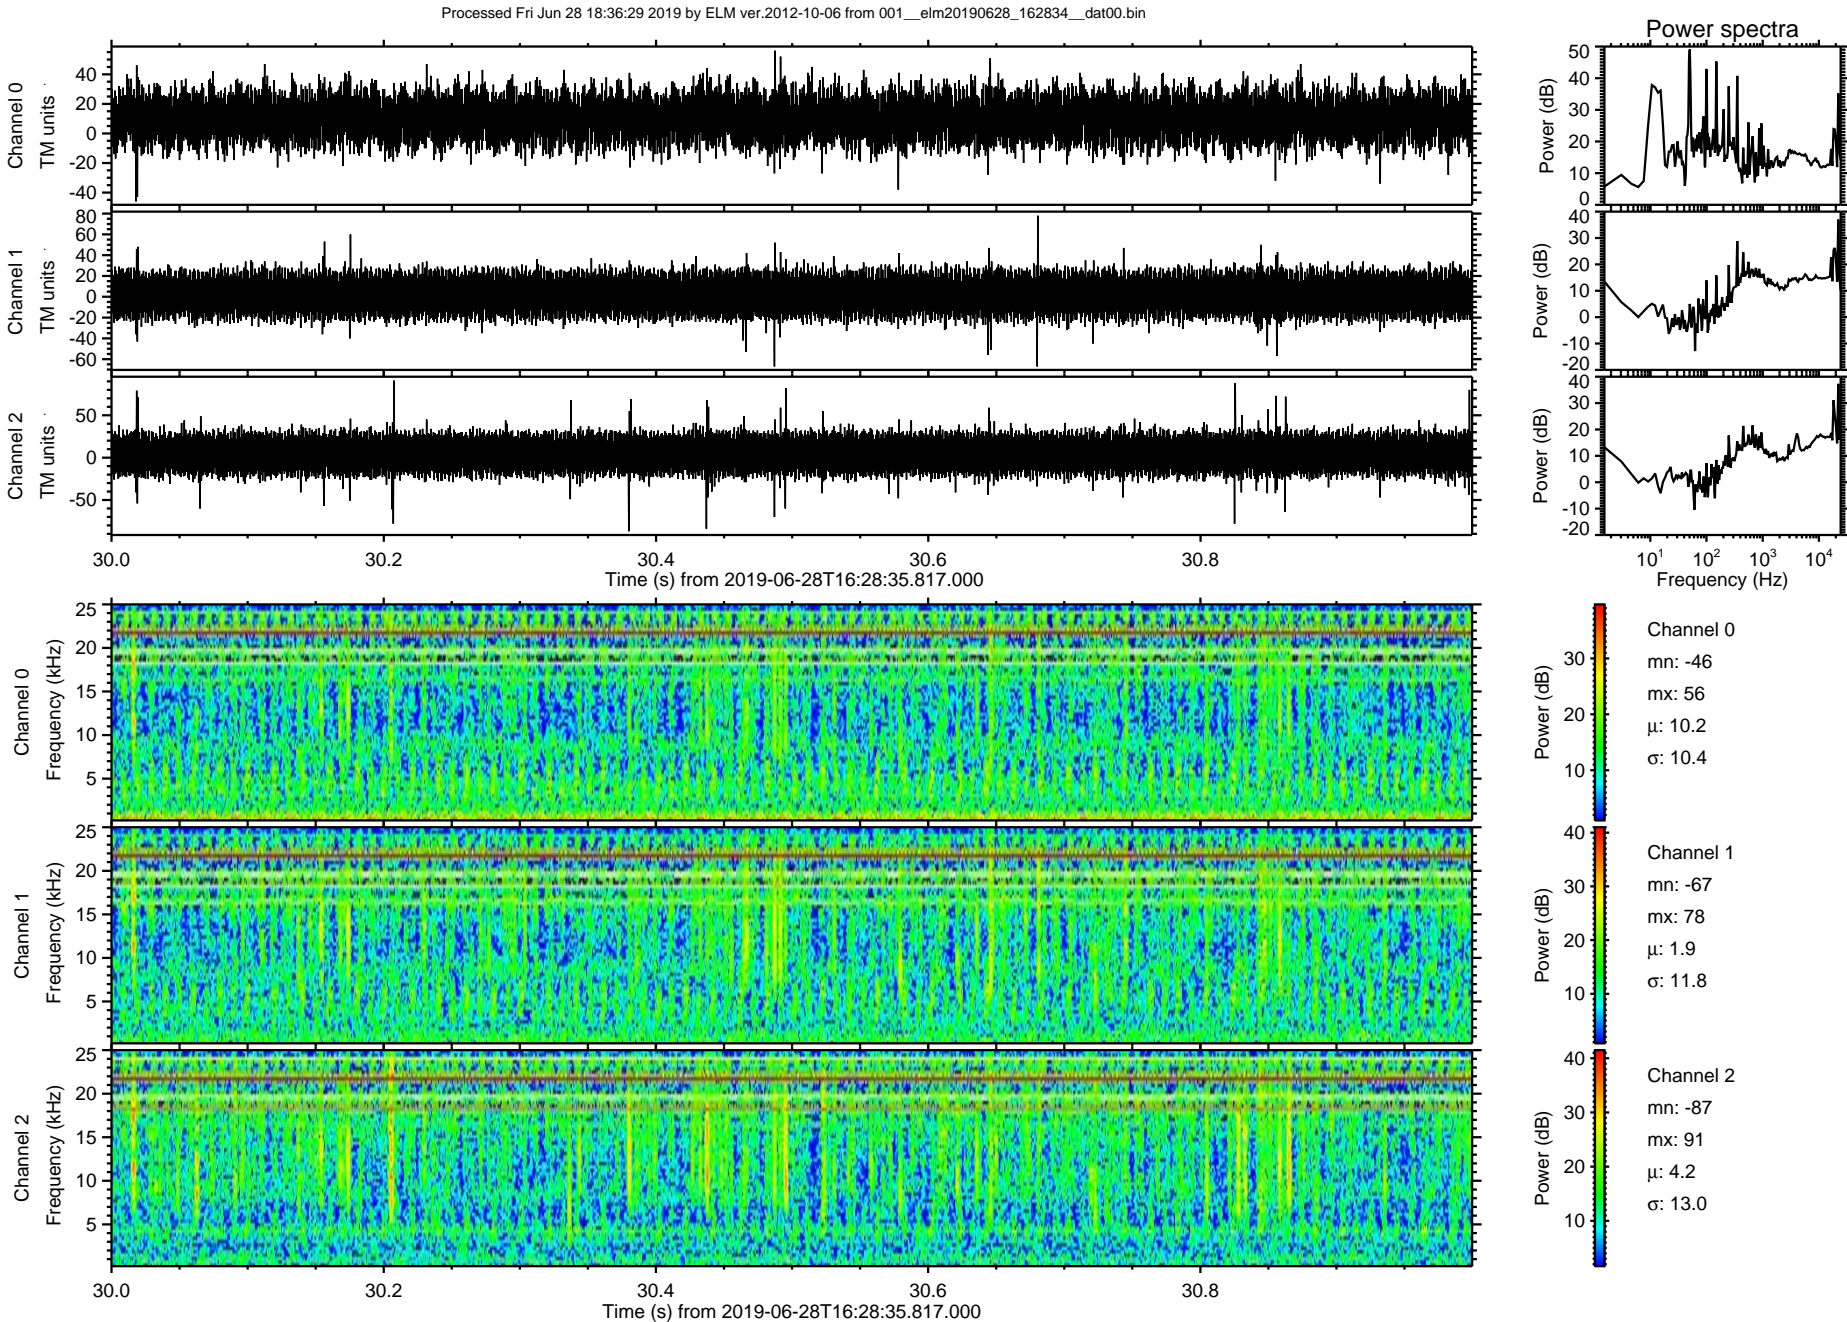 Processed Fri Jun 28 18:36:29 2019 by ELM ver.2012-10-06 from 001__elm20190628_162834__dat00.bin
Power spectra
Channel 0
TM units
40
20
0
-20
-40
Power (dB)
50
40
30
20
10
0
Channel 1
TM units
80
60
40
20
0
-20
-40
-60
Power (dB)
40
30
20
10
0
-10
-20
Channel 2
TM units
50
0
-50
Power (dB)
40
30
20
10
0
-10
-20
30.0 30.2 30.4 30.6 30.8
Time (s) from 2019-06-28T16:28:35.817.000
10^1 10^2 10^3 10^4
Frequency (Hz)
Channel 0
Frequency (kHz)
25
20
15
10
5
Power (dB)
30
20
10
Channel 0
mn: -46
mx: 56
μ: 10.2
σ: 10.4
Channel 1
Frequency (kHz)
25
20
15
10
5
Power (dB)
40
30
20
10
Channel 1
mn: -67
mx: 78
μ: 1.9
σ: 11.8
Channel 2
Frequency (kHz)
25
20
15
10
5
Power (dB)
40
30
20
10
Channel 2
mn: -87
mx: 91
μ: 4.2
σ: 13.0
30.0 30.2 30.4 30.6 30.8
Time (s) from 2019-06-28T16:28:35.817.000